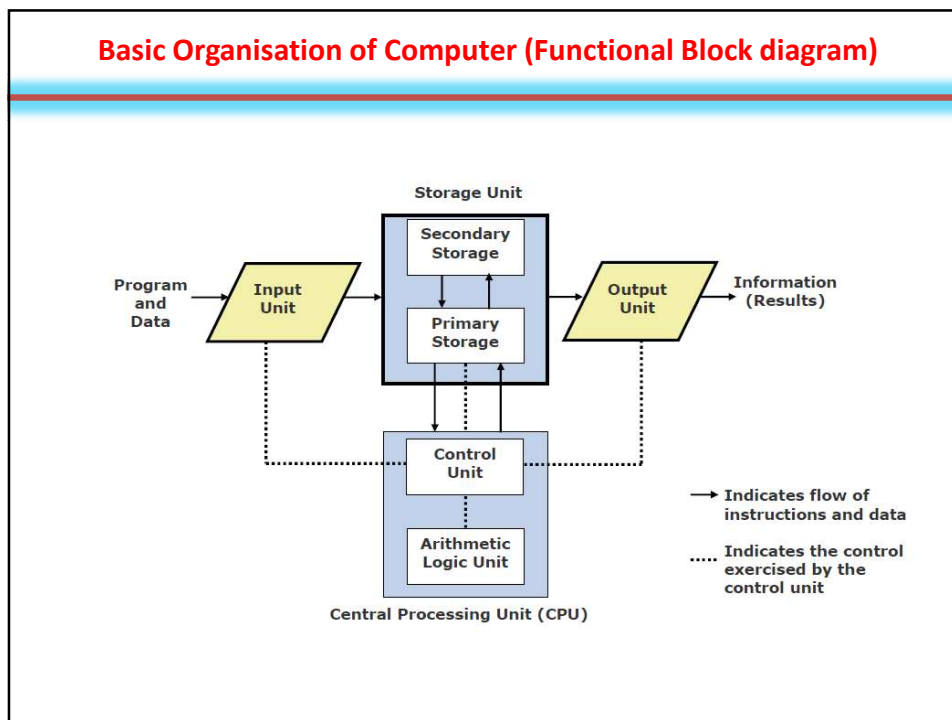 Basic Organisation of Computer (Functional Block diagram)
Storage Unit
Secondary
Storage
Program
and
Data
Input
Unit
Primary
Storage
Output
Unit
Information
(Results)
Control
Unit
Arithmetic
Logic Unit
Central Processing Unit (CPU)
Indicates flow of
instructions and data
Indicates the control
exercised by the
control unit